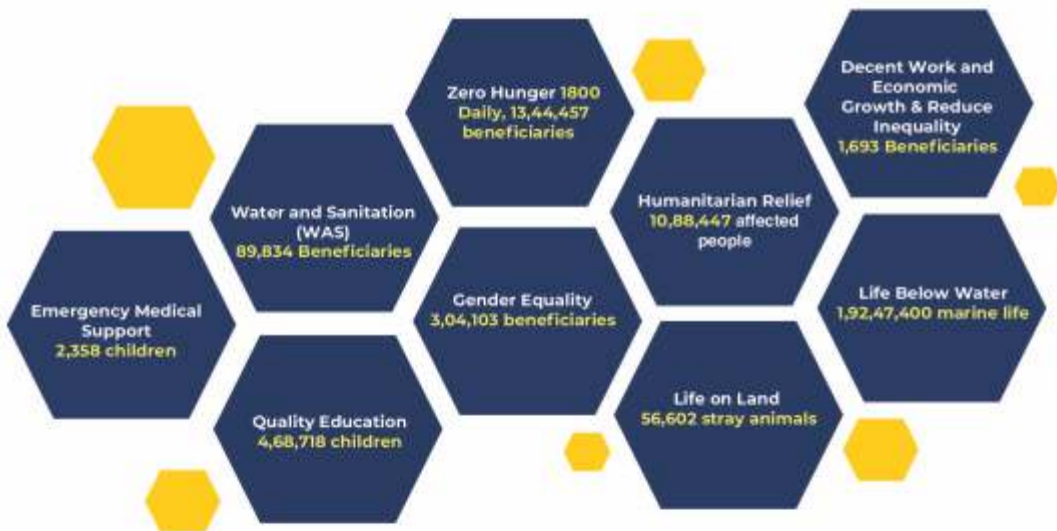 Zero Hunger 1800
Daily, 13,44,457
beneficiaries
Decent Work and
Economic
Growth & Reduce
Inequality
1,693 Beneficiaries
Water and Sanitation
(WAS)
89,834 Beneficiaries
Humanitarian Relief
10,88,447 affected
people
Emergency Medical
Support
2,358 children
Gender Equality
3,04,103 beneficiaries
Life Below Water
1,92,47,400 marine life
Quality Education
4,68,718 children
Life on Land
56,602 stray animals